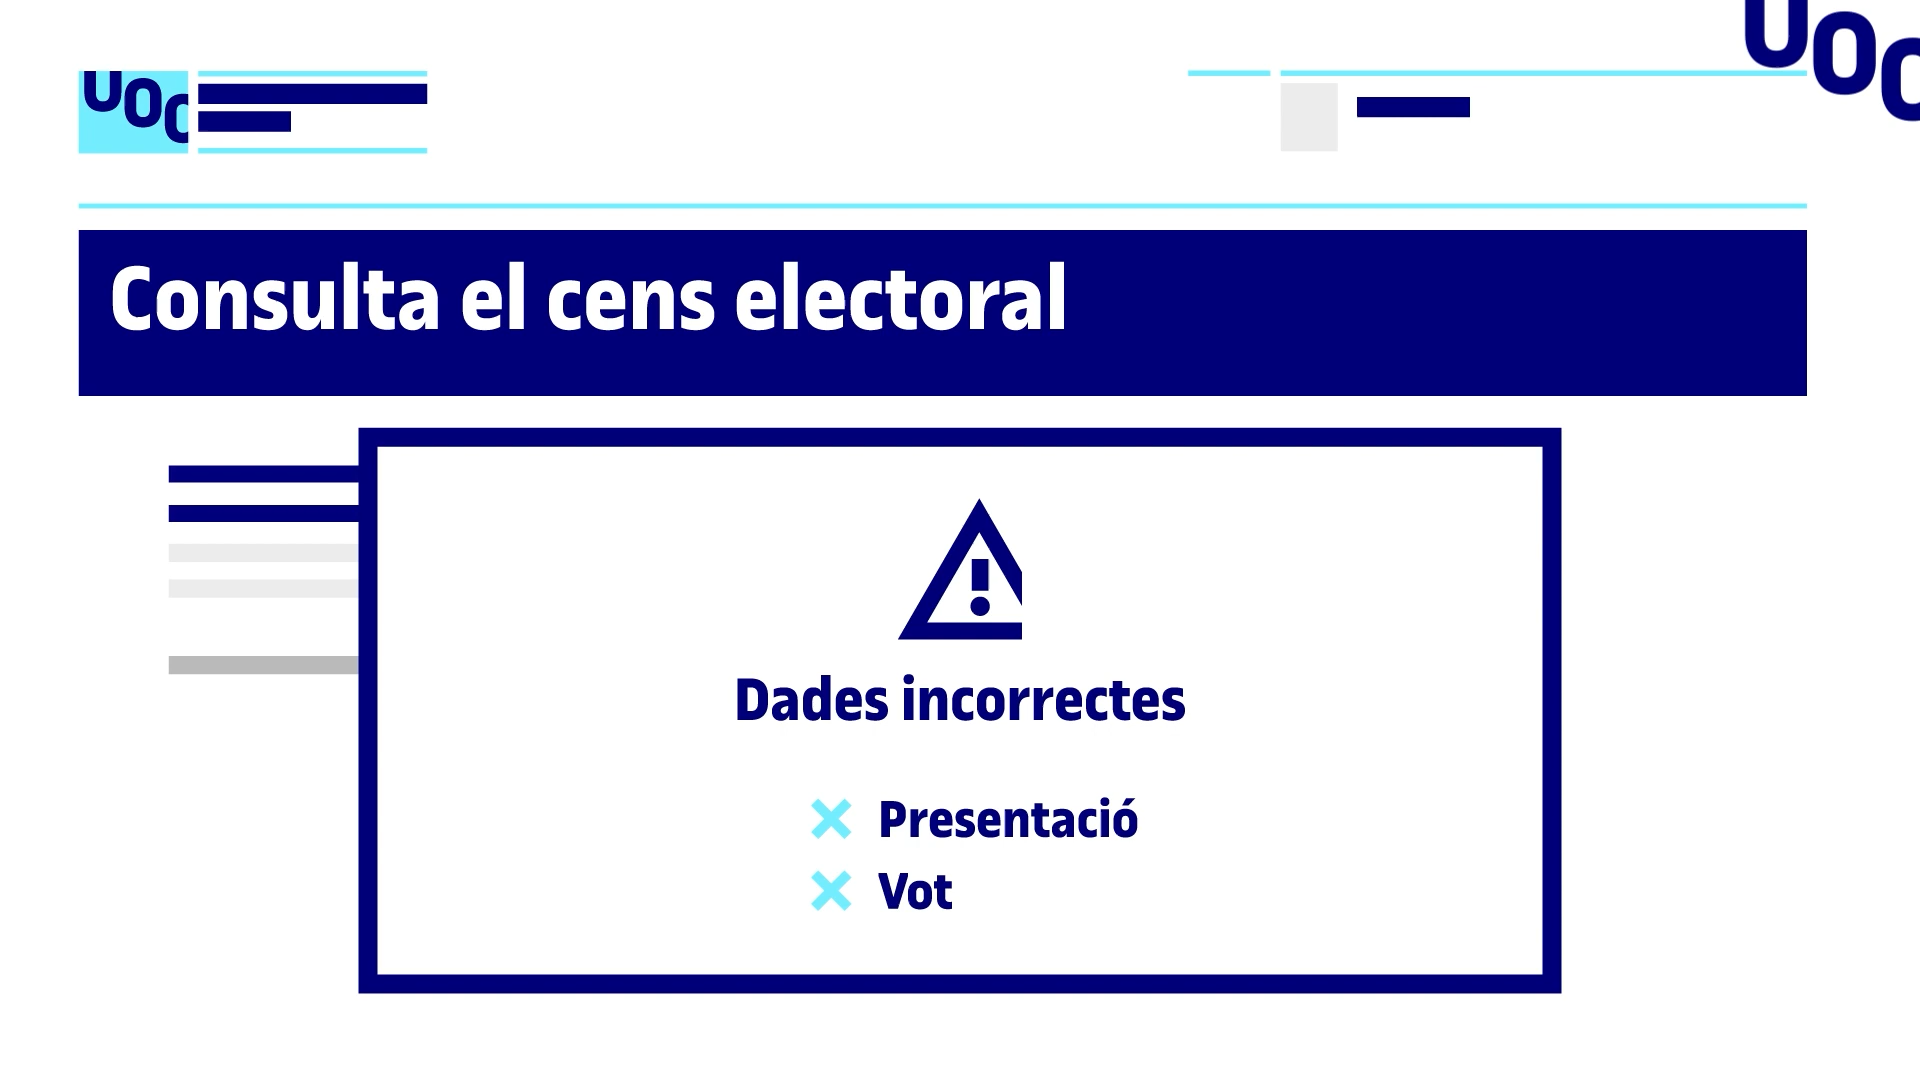 UOC
UOC
Consulta el cens electoral
Dades incorrectes
Presentació
Vot